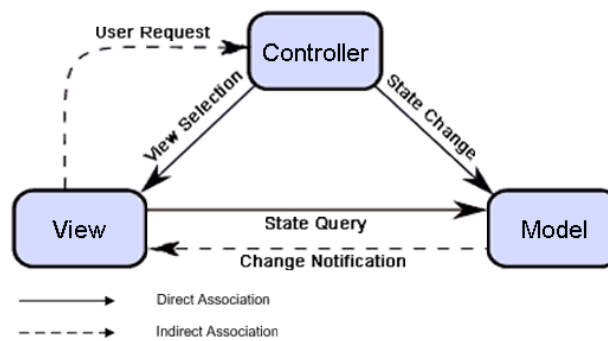 User Request
Controller
View Selection
State Change
View
State Query
Model
Change Notification
Direct Association
Indirect Association